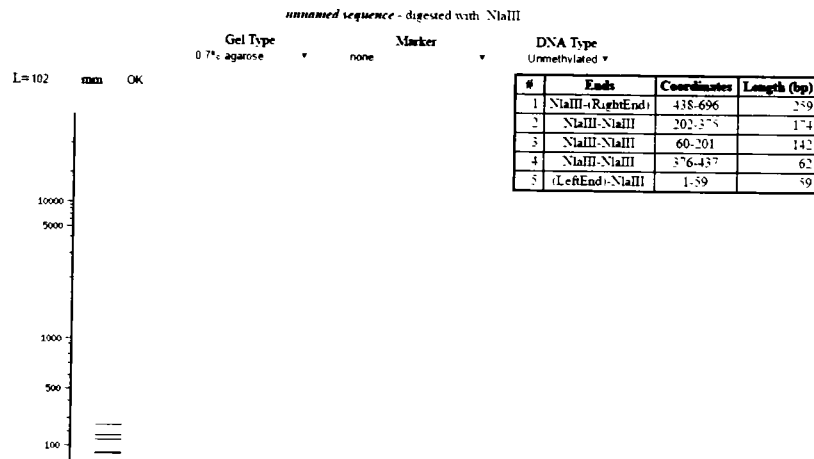 unnamed sequence - digested with NlaIII
Gel Type Marker DNA Type
0.7% agarose ▾ none ▾ Unmethylated ▾
L=102 mm OK
# Ends Coordinates Length (bp)
1 NlaIII-(RightEnd) 438-696 259
2 NlaIII-NlaIII 202-375 174
3 NlaIII-NlaIII 60-201 142
4 NlaIII-NlaIII 376-437 62
5 (LeftEnd)-NlaIII 1-59 59
10000
5000
1000
500
100